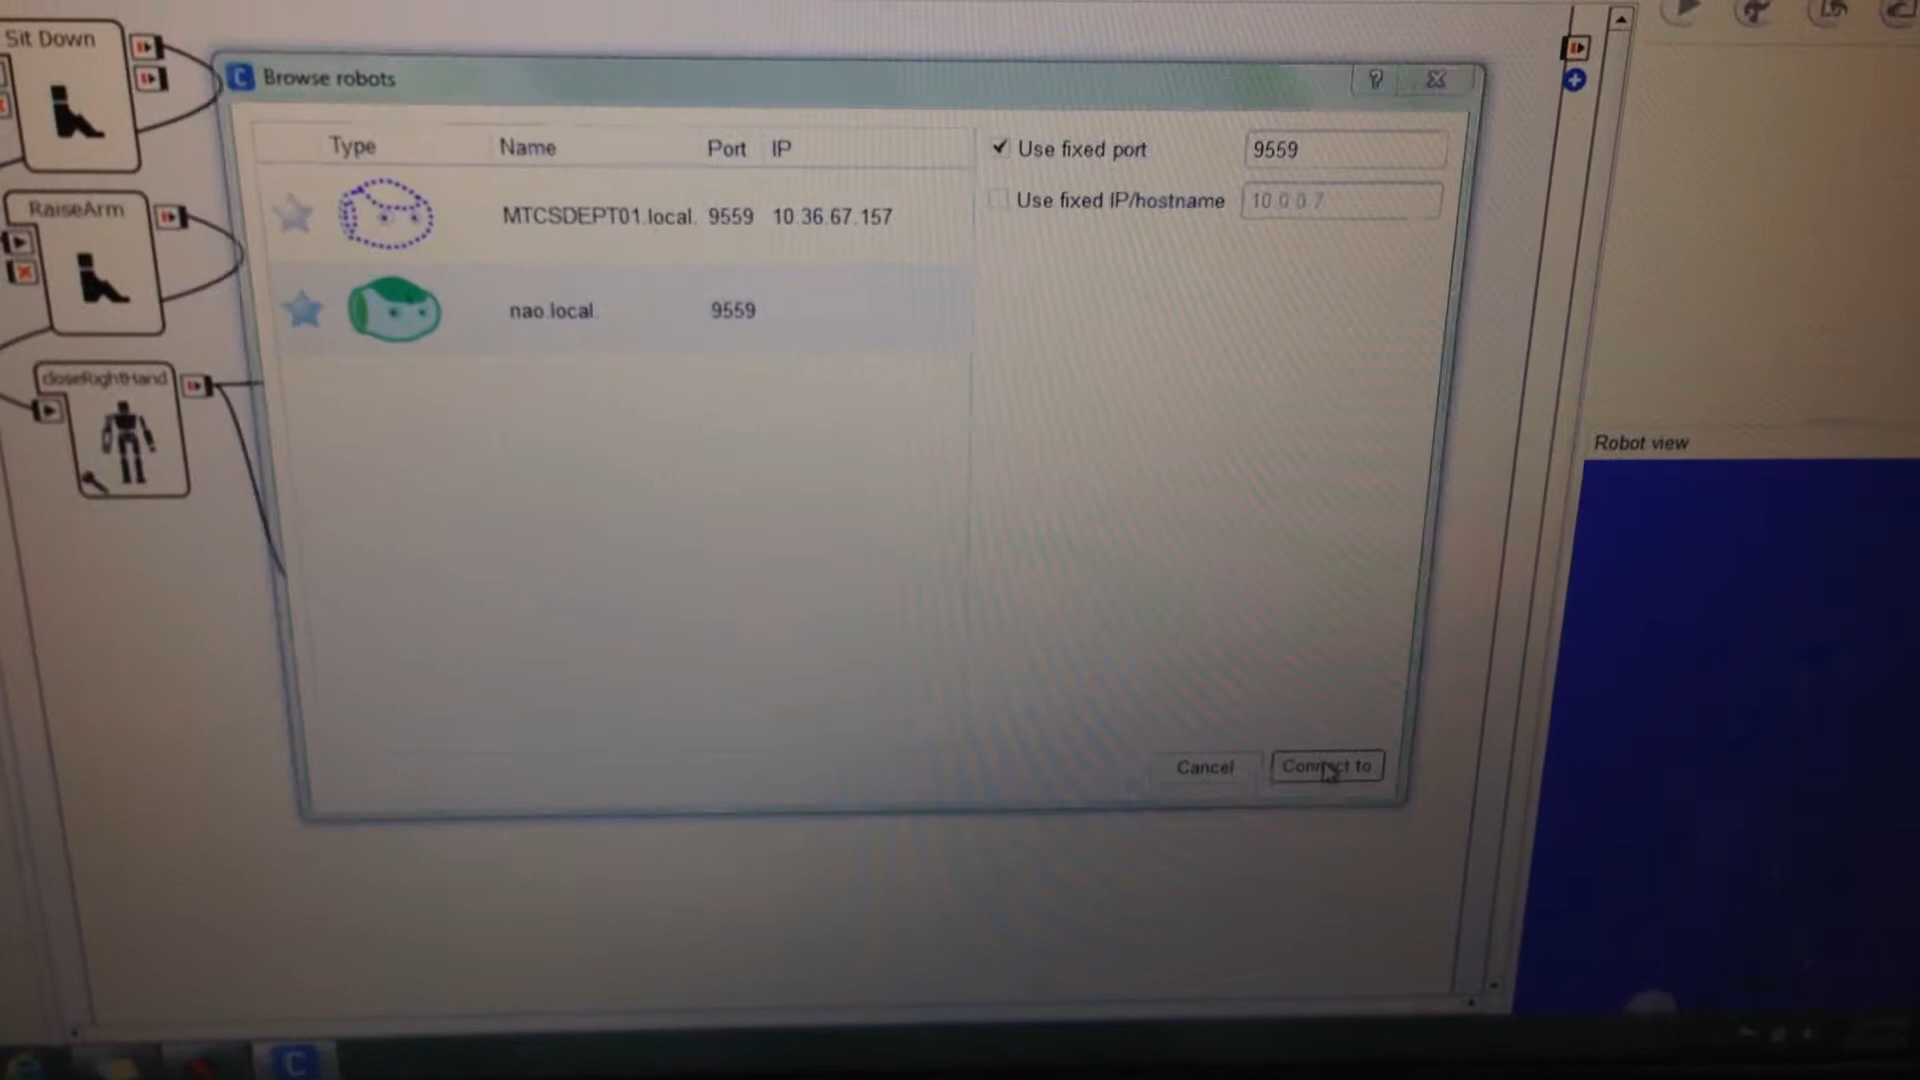 Sit Down
RaiseArm
closeRightHand
Browse robots
Type Name Port IP
MTCSDEPT01.local. 9559 10.36.67.157
nao.local. 9559
Use fixed port 9559
Use fixed IP/hostname 10.0.0.7
Cancel Connect to
Robot view